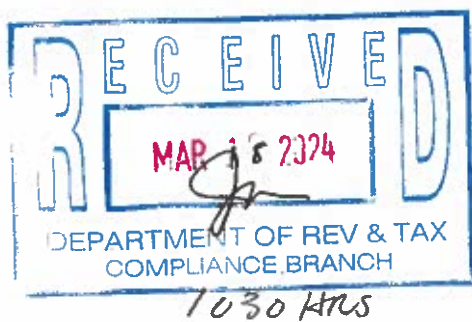 RECEIVED
MAR 18 2024
DEPARTMENT OF REV & TAX
COMPLIANCE BRANCH
1030 HRS